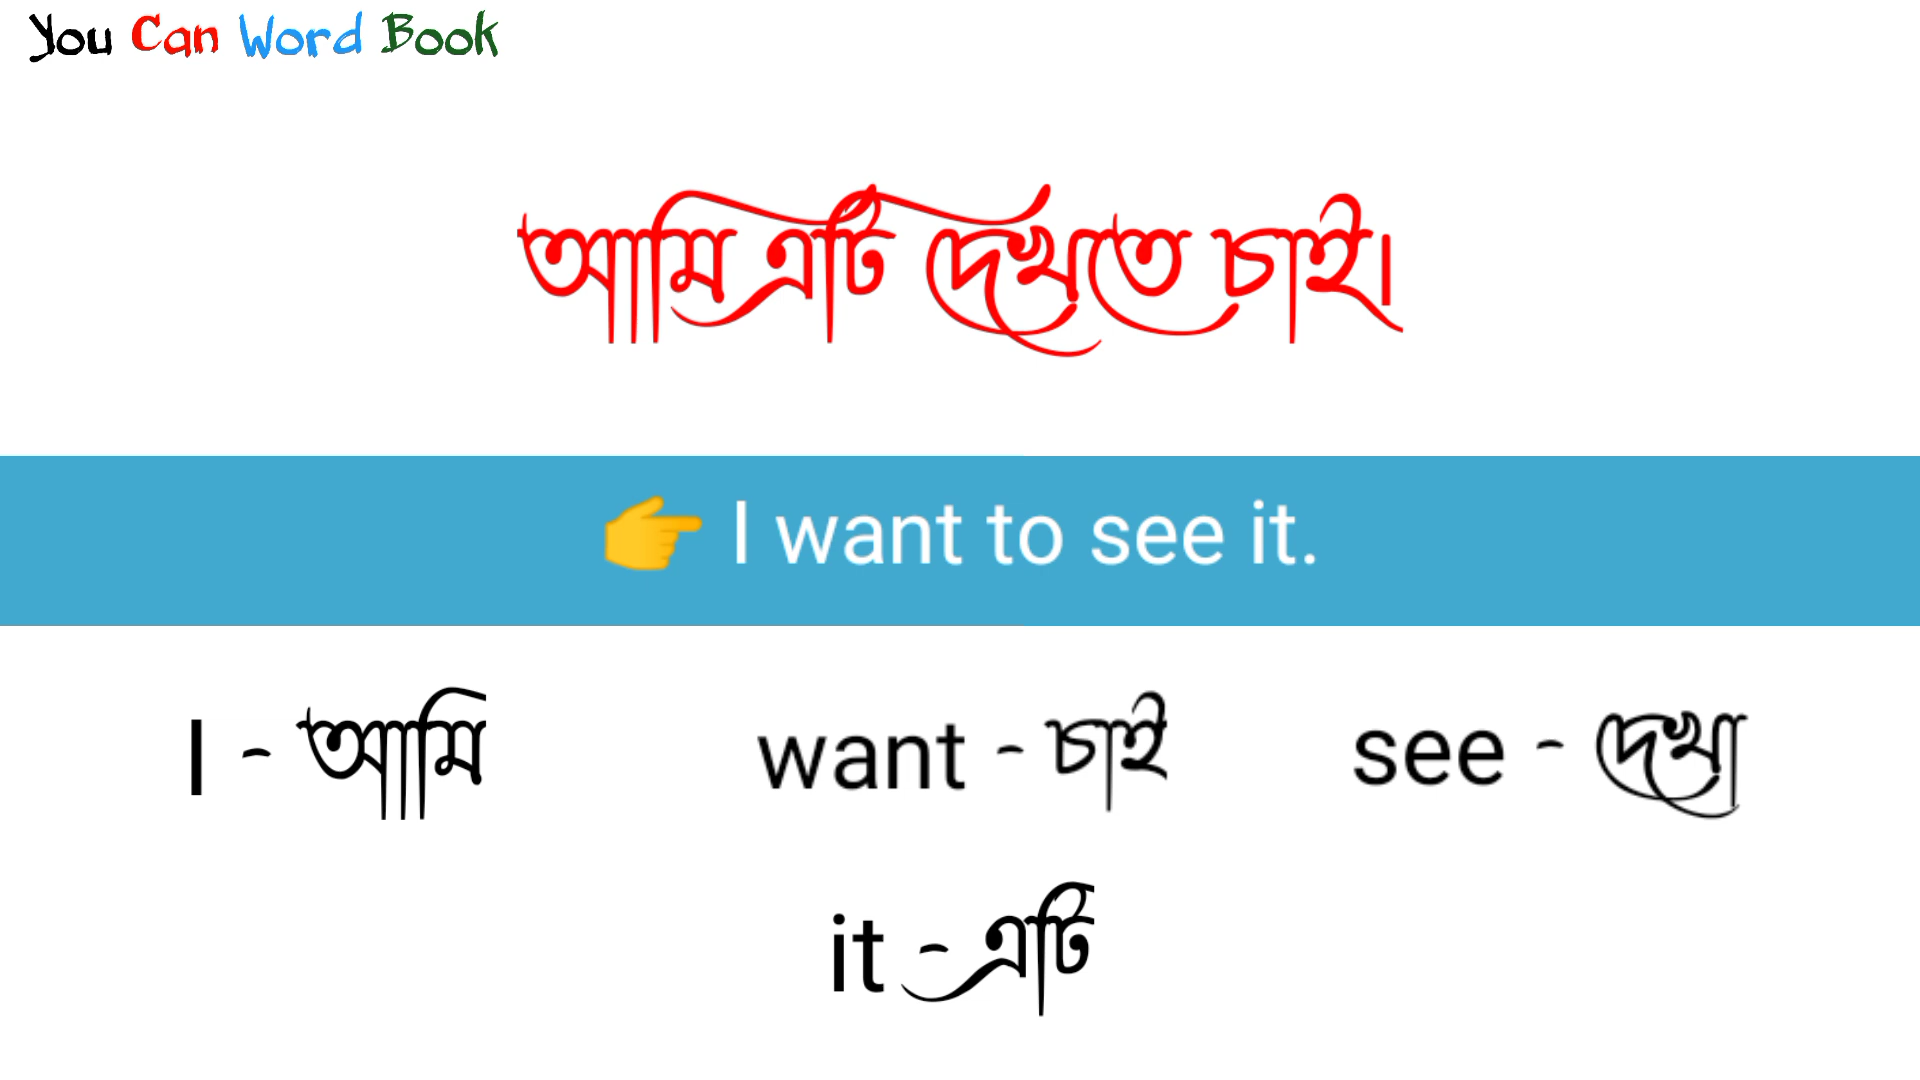 You Can Word Book
আমি এটি দেখতে চাই।
👉 I want to see it.
I - আমি want - চাই see - দেখা
it - এটি